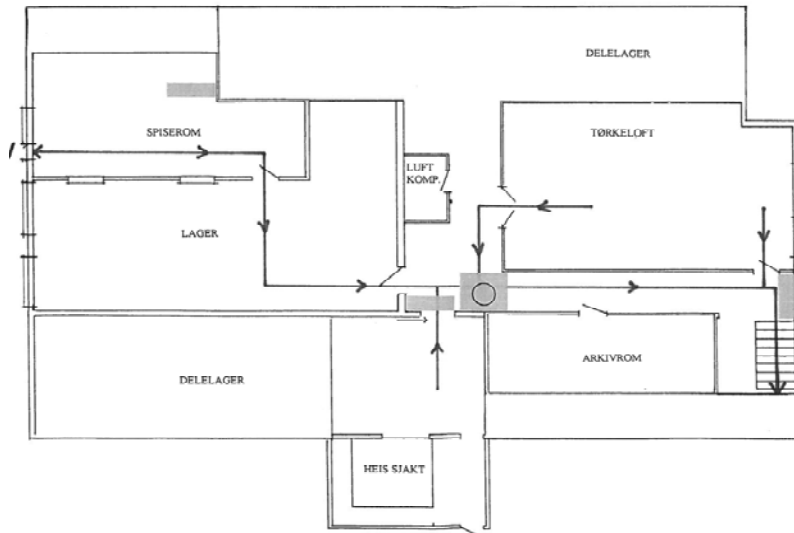 DELELAGER
SPISEROM
TØRKELOFT
LUFT
KOMP.
LAGER
ARKIVROM
DELELAGER
HEIS SJAKT